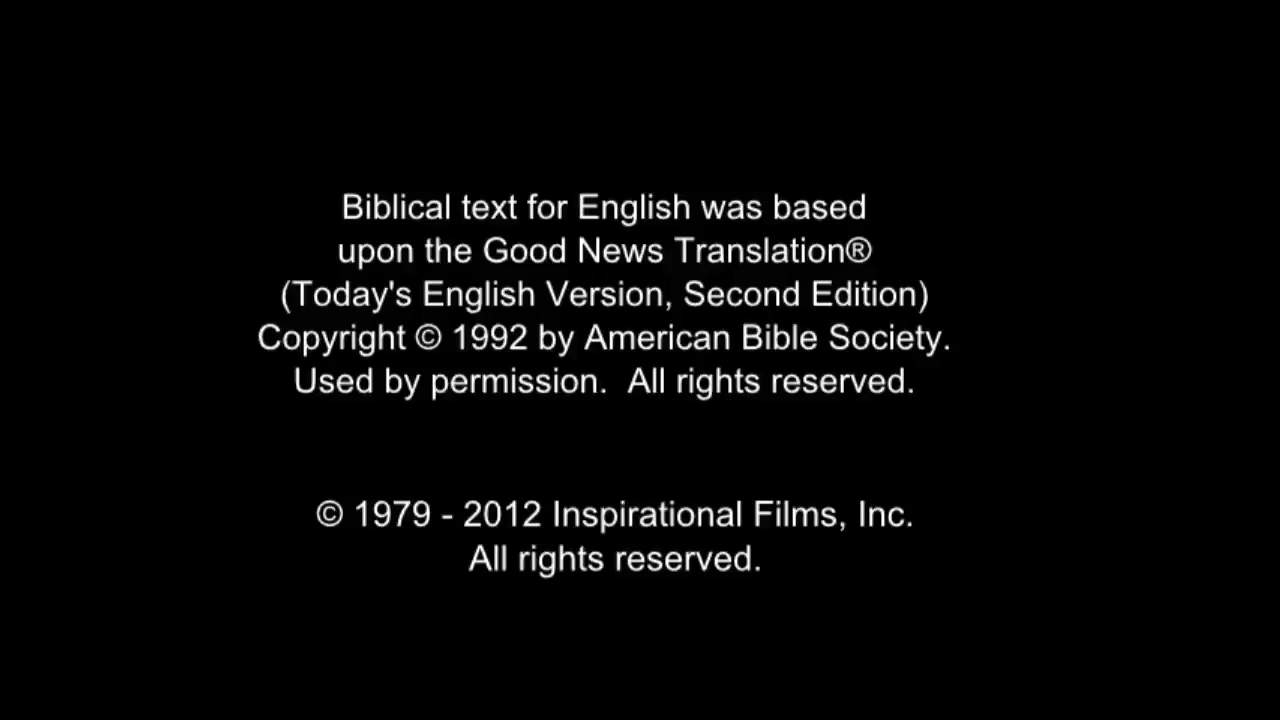 Biblical text for English was based
upon the Good News Translation®
(Today's English Version, Second Edition)
Copyright © 1992 by American Bible Society.
Used by permission.  All rights reserved.
© 1979 - 2012 Inspirational Films, Inc.
All rights reserved.